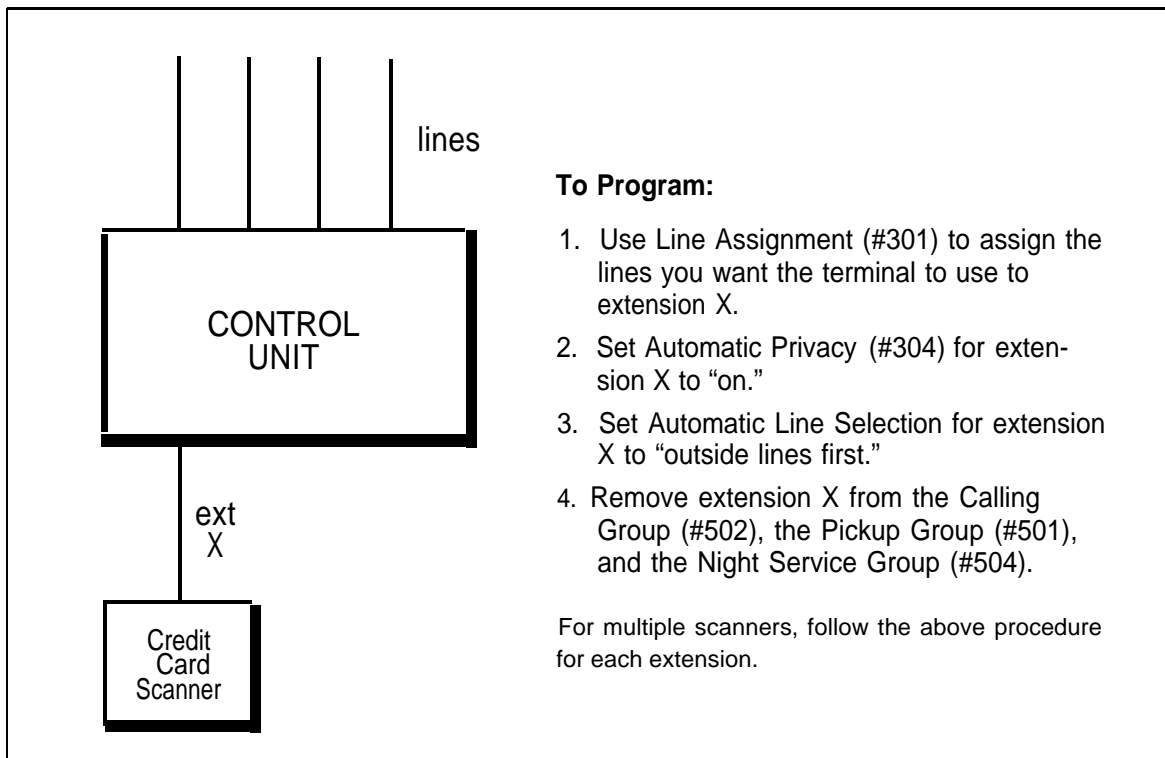 lines
CONTROL
UNIT
ext
X
Credit
Card
Scanner
To Program:
1. Use Line Assignment (#301) to assign the
lines you want the terminal to use to
extension X.
2. Set Automatic Privacy (#304) for exten-
sion X to “on.”
3. Set Automatic Line Selection for extension
X to “outside lines first.”
4. Remove extension X from the Calling
Group (#502), the Pickup Group (#501),
and the Night Service Group (#504).
For multiple scanners, follow the above procedure
for each extension.